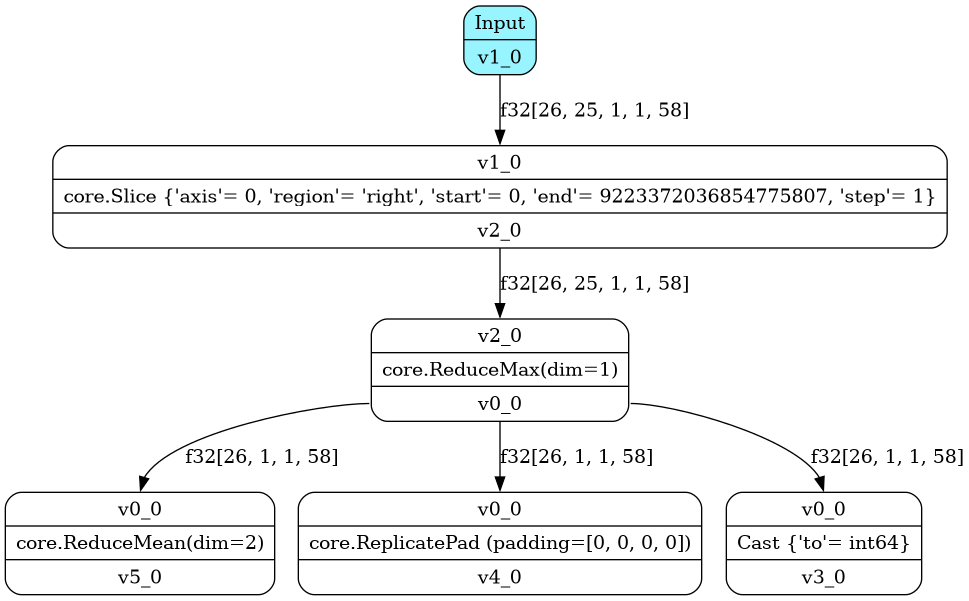 Input
v1_0
f32[26, 25, 1, 1, 58]
v1_0
core.Slice {'axis'= 0, 'region'= 'right', 'start'= 0, 'end'= 9223372036854775807, 'step'= 1}
v2_0
f32[26, 25, 1, 1, 58]
v2_0
core.ReduceMax(dim=1)
v0_0
f32[26, 1, 1, 58]
f32[26, 1, 1, 58]
f32[26, 1, 1, 58]
v0_0
core.ReduceMean(dim=2)
v5_0
v0_0
core.ReplicatePad (padding=[0, 0, 0, 0])
v4_0
v0_0
Cast {'to'= int64}
v3_0